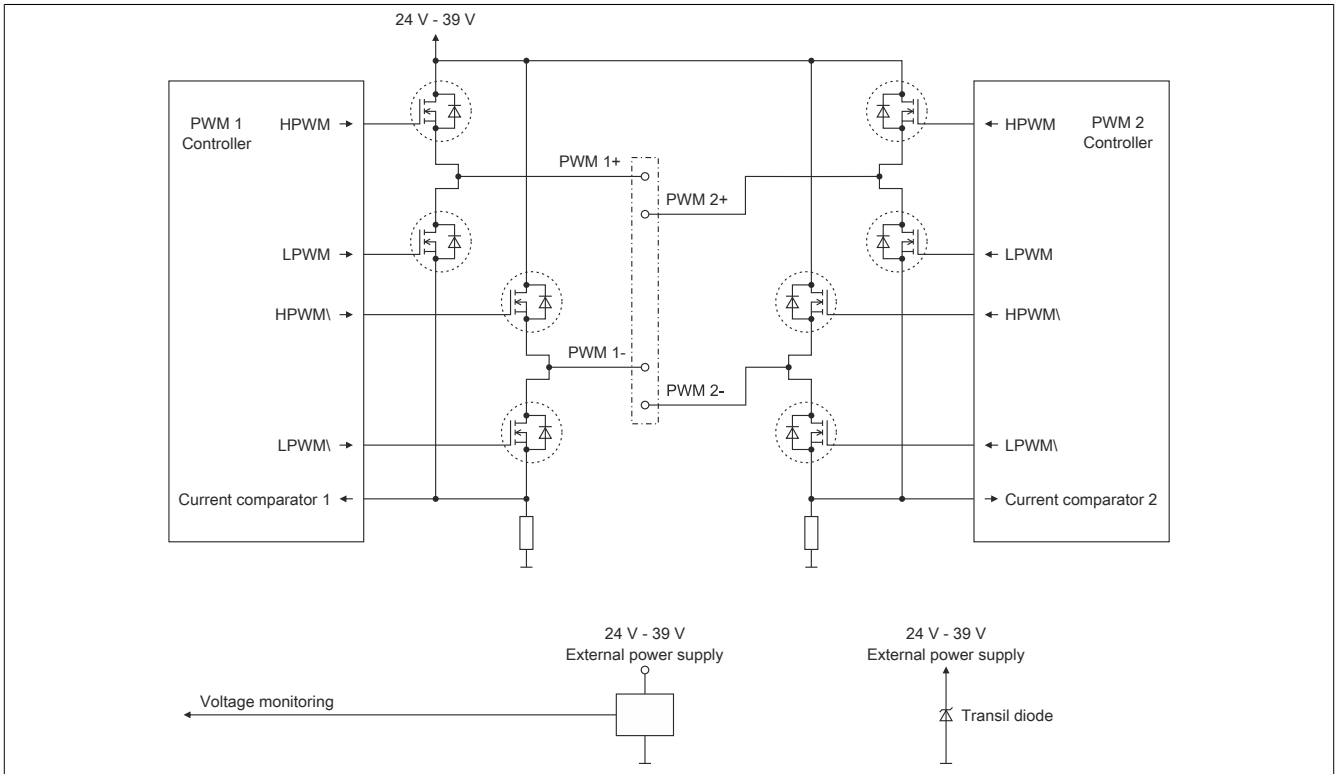 24 V - 39 V
PWM 1
Controller
HPWM
LPWM
HPWM\
LPWM\
Current comparator 1
PWM 1+
PWM 2+
PWM 1-
PWM 2-
HPWM
PWM 2
Controller
LPWM
HPWM\
LPWM\
Current comparator 2
24 V - 39 V
External power supply
Voltage monitoring
24 V - 39 V
External power supply
Transil diode